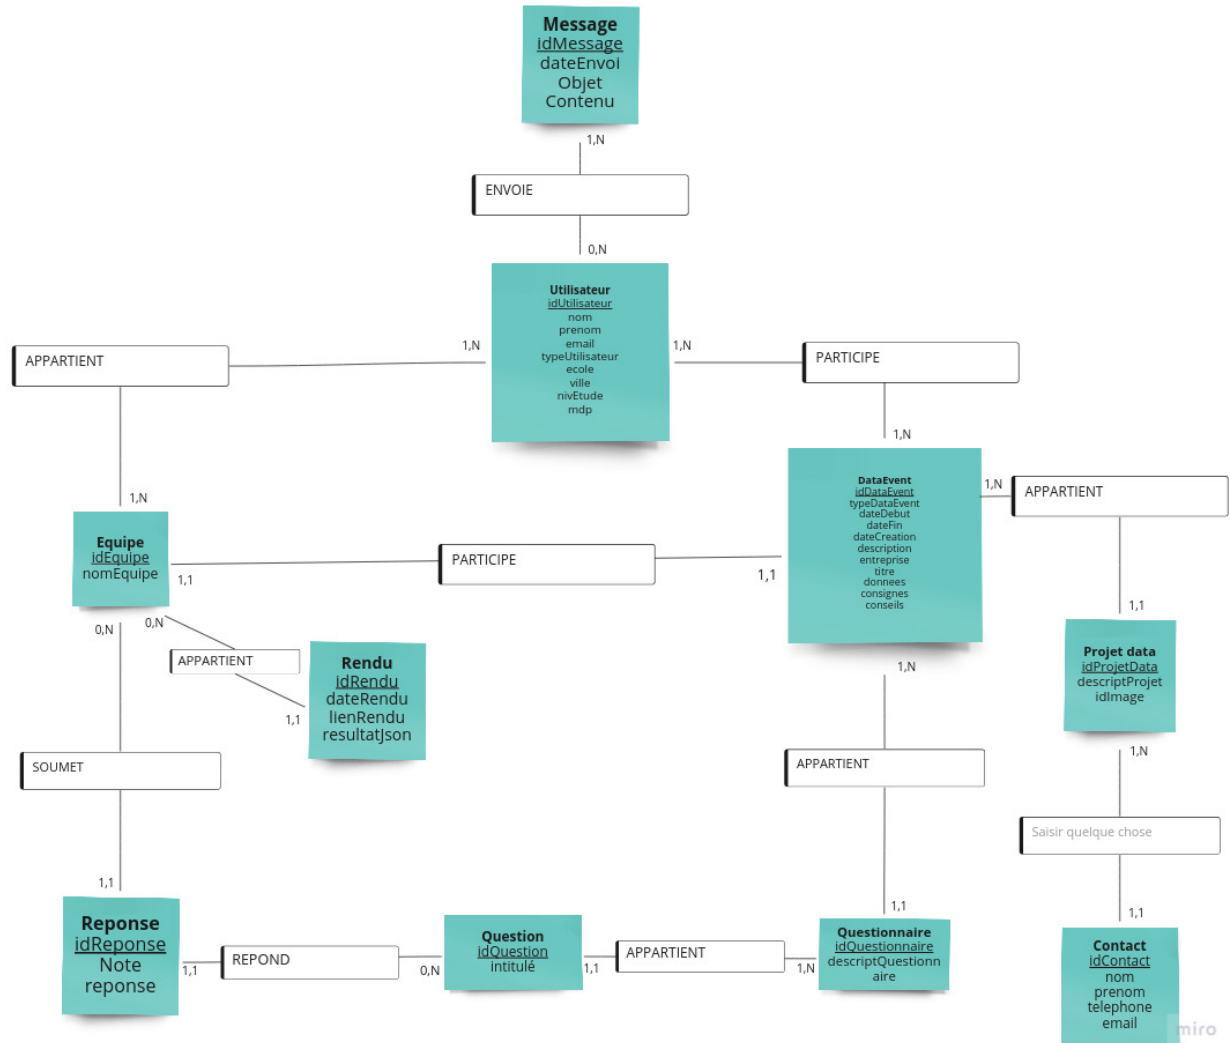 Message
idMessage
dateEnvoi
Objet
Contenu
1,N
ENVOIE
0,N
Utilisateur
idUtilisateur
nom
prenom
email
typeUtilisateur
ecole
ville
nivEtude
mdp
1,N
1,N
APPARTIENT
PARTICIPE
1,N
1,N
DataEvent
idDataEvent
typeDataEvent
dateDebut
dateFin
dateCreation
description
entreprise
titre
donnees
consignes
conseils
1,N
APPARTIENT
Equipe
idEquipe
nomEquipe
1,1
PARTICIPE
1,1
1,1
0,N
0,N
APPARTIENT
1,1
Rendu
idRendu
dateRendu
lienRendu
resultatJson
Projet data
idProjetData
descriptProjet
idImage
1,N
1,N
SOUMET
APPARTIENT
Saisir quelque chose
1,1
1,1
1,1
Reponse
idReponse
Note
reponse
1,1
REPOND
0,N
Question
idQuestion
intitulé
1,1
APPARTIENT
1,N
Questionnaire
idQuestionnaire
descriptQuestionn
aire
Contact
idContact
nom
prenom
telephone
email
miro